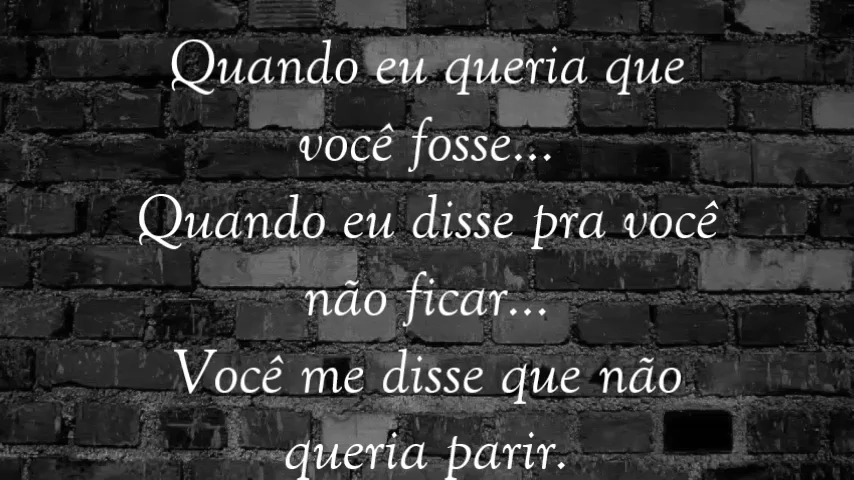 Quando eu queria que
você fosse...
Quando eu disse pra você
não ficar...
Você me disse que não
queria parir.